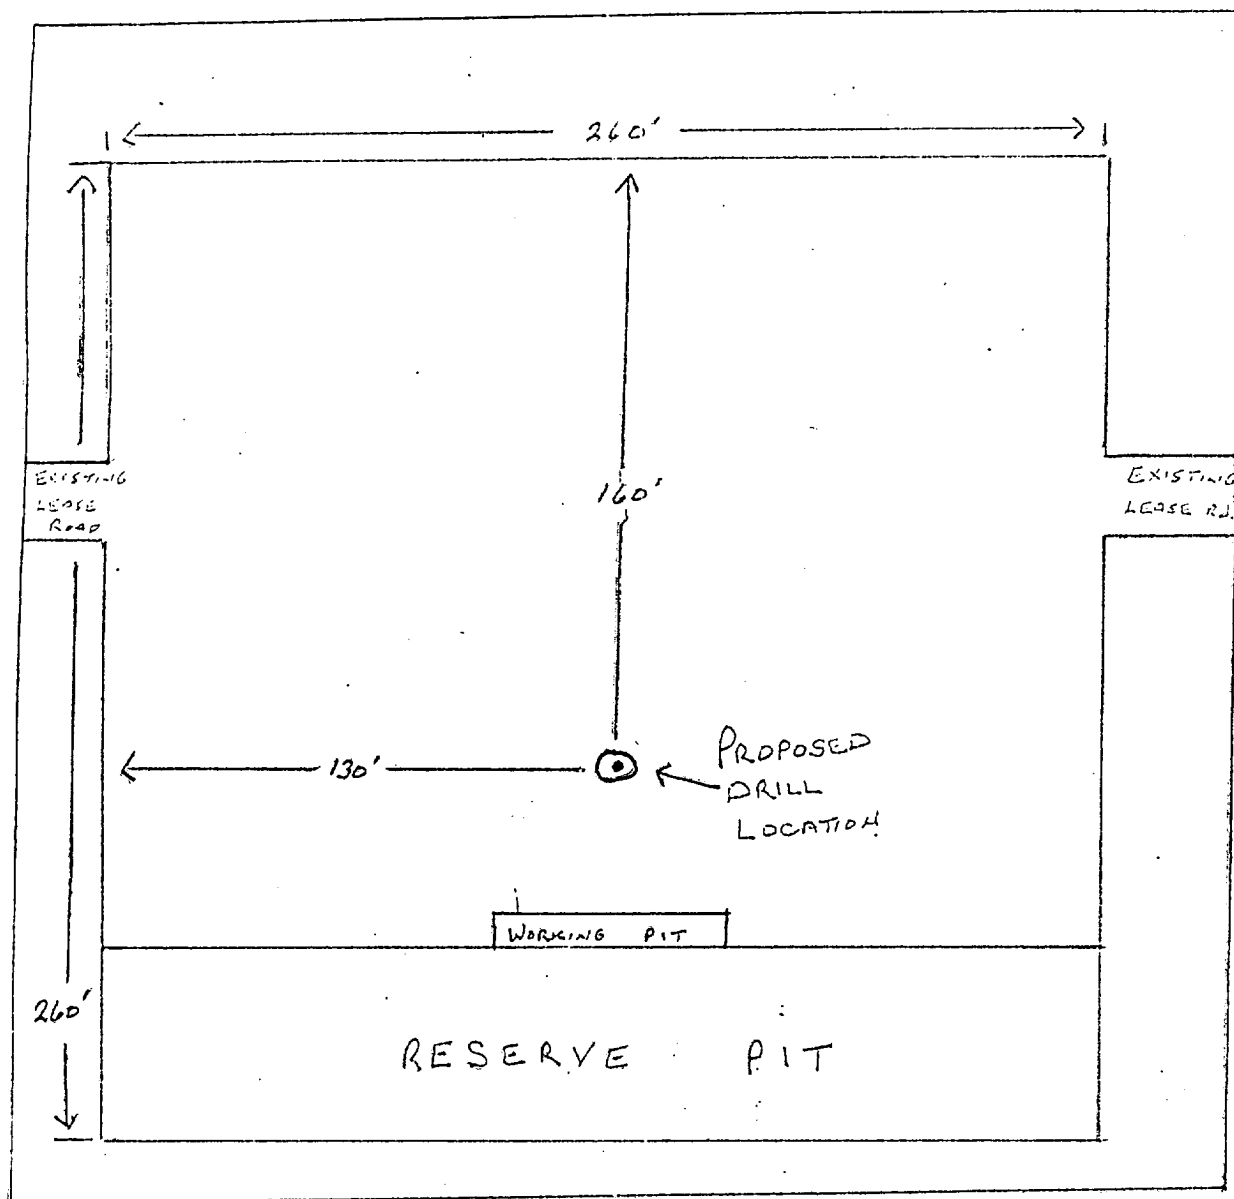 260'
EXISTING
LEASE
ROAD
160'
EXISTING
LEASE RD.
130'
PROPOSED
DRILL
LOCATION
WORKING PIT
260'
RESERVE PIT